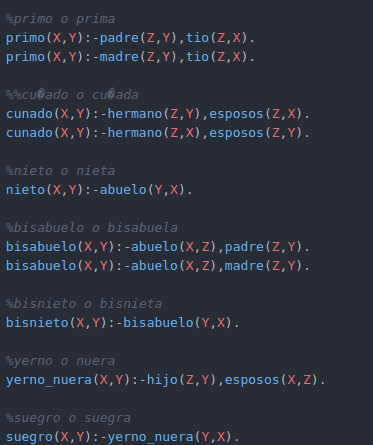 %primo o prima
primo(X,Y):-padre(Z,Y),tio(Z,X).
primo(X,Y):-madre(Z,Y),tio(Z,X).
%%cu�ado o cu�ada
cunado(X,Y):-hermano(Z,Y),esposos(Z,X).
cunado(X,Y):-hermano(Z,X),esposos(Z,Y).
%nieto o nieta
nieto(X,Y):-abuelo(Y,X).
%bisabuelo o bisabuela
bisabuelo(X,Y):-abuelo(X,Z),padre(Z,Y).
bisabuelo(X,Y):-abuelo(X,Z),madre(Z,Y).
%bisnieto o bisnieta
bisnieto(X,Y):-bisabuelo(Y,X).
%yerno o nuera
yerno_nuera(X,Y):-hijo(Z,Y),esposos(X,Z).
%suegro o suegra
suegro(X,Y):-yerno_nuera(Y,X).